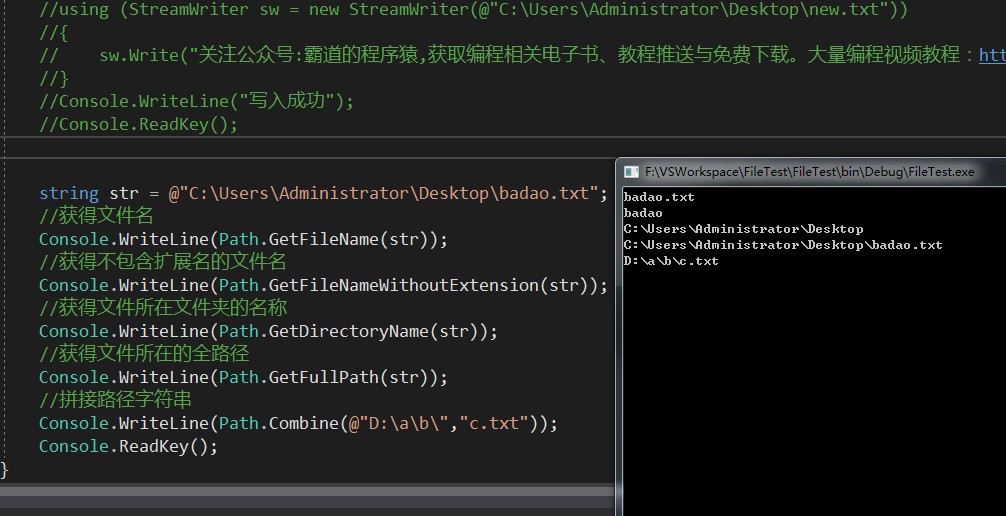 //using (StreamWriter sw = new StreamWriter(@"C:\Users\Administrator\Desktop\new.txt"))
//{
//    sw.Write("关注公众号:霸道的程序猿,获取编程相关电子书、教程推送与免费下载。大量编程视频教程：htt
//}
//Console.WriteLine("写入成功");
//Console.ReadKey();
string str = @"C:\Users\Administrator\Desktop\badao.txt";
//获得文件名
Console.WriteLine(Path.GetFileName(str));
//获得不包含扩展名的文件名
Console.WriteLine(Path.GetFileNameWithoutExtension(str));
//获得文件所在文件夹的名称
Console.WriteLine(Path.GetDirectoryName(str));
//获得文件所在的全路径
Console.WriteLine(Path.GetFullPath(str));
//拼接路径字符串
Console.WriteLine(Path.Combine(@"D:\a\b\","c.txt"));
Console.ReadKey();
}
F:\VSWorkspace\FileTest\FileTest\bin\Debug\FileTest.exe
badao.txt
badao
C:\Users\Administrator\Desktop
C:\Users\Administrator\Desktop\badao.txt
D:\a\b\c.txt